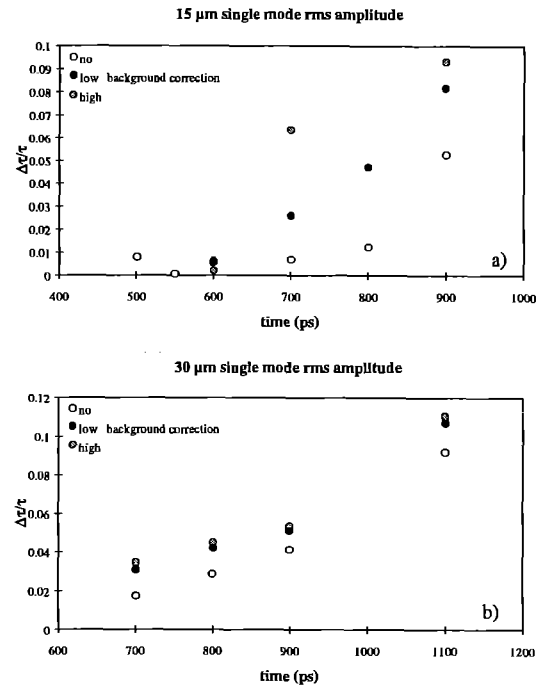 15 µm single mode rms amplitude
0.1
0.09
0.08
0.07
0.06
0.05
0.04
0.03
0.02
0.01
0
Δτ/τ
no
low background correction
high
a)
400 500 600 700 800 900 1000
time (ps)
30 µm single mode rms amplitude
0.12
0.1
0.08
0.06
0.04
0.02
0
Δτ/τ
no
low background correction
high
b)
600 700 800 900 1000 1100 1200
time (ps)